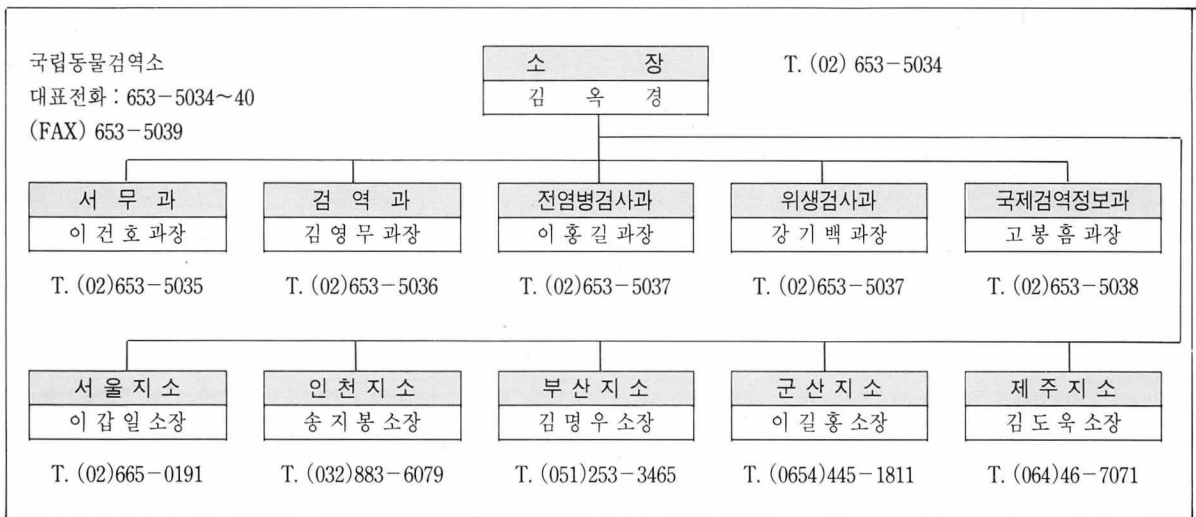 국립동물검역소
대표전화 : 653-5034~40
(FAX) 653-5039
소 장
김 옥 경
T. (02) 653-5034
서 무 과
이 건 호 과장
T. (02)653-5035
검 역 과
김 영 무 과장
T. (02)653-5036
전염병검사과
이 홍 길 과장
T. (02)653-5037
위생검사과
강 기 백 과장
T. (02)653-5037
국제검역정보과
고 봉 흠 과장
T. (02)653-5038
서 울 지 소
이 갑 일 소장
T. (02)665-0191
인 천 지 소
송 지 봉 소장
T. (032)883-6079
부 산 지 소
김 명 우 소장
T. (051)253-3465
군 산 지 소
이 길 홍 소장
T. (0654)445-1811
제 주 지 소
김 도 욱 소장
T. (064)46-7071